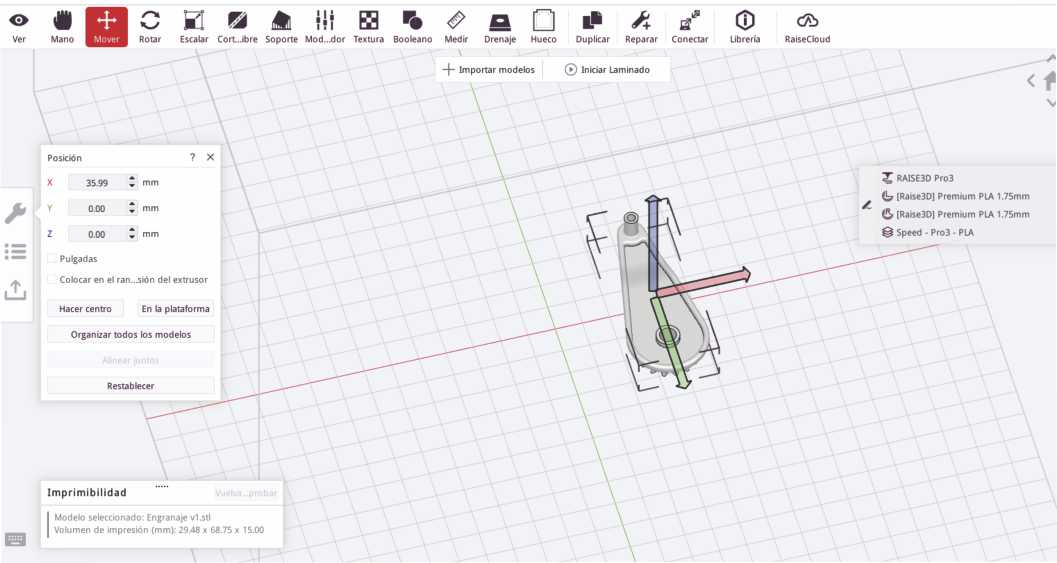 Ver Mano Mover Rotar Escalar Cort...ibre Soporte Mod...dor Textura Booleano Medir Drenaje Hueco Duplicar Reparar Conectar Librería RaiseCloud
Importar modelos Iniciar Laminado
Posición ? ×
X 35.99 mm
Y 0.00 mm
Z 0.00 mm
Pulgadas
Colocar en el ran...sión del extrusor
Hacer centro En la plataforma
Organizar todos los modelos
Alinear juntos
Restablecer
RAISE3D Pro3
[Raise3D] Premium PLA 1.75mm
[Raise3D] Premium PLA 1.75mm
Speed - Pro3 - PLA
Imprimibilidad Vuelva...probar
Modelo seleccionado: Engranaje v1.stl
Volumen de impresión (mm): 29.48 x 68.75 x 15.00